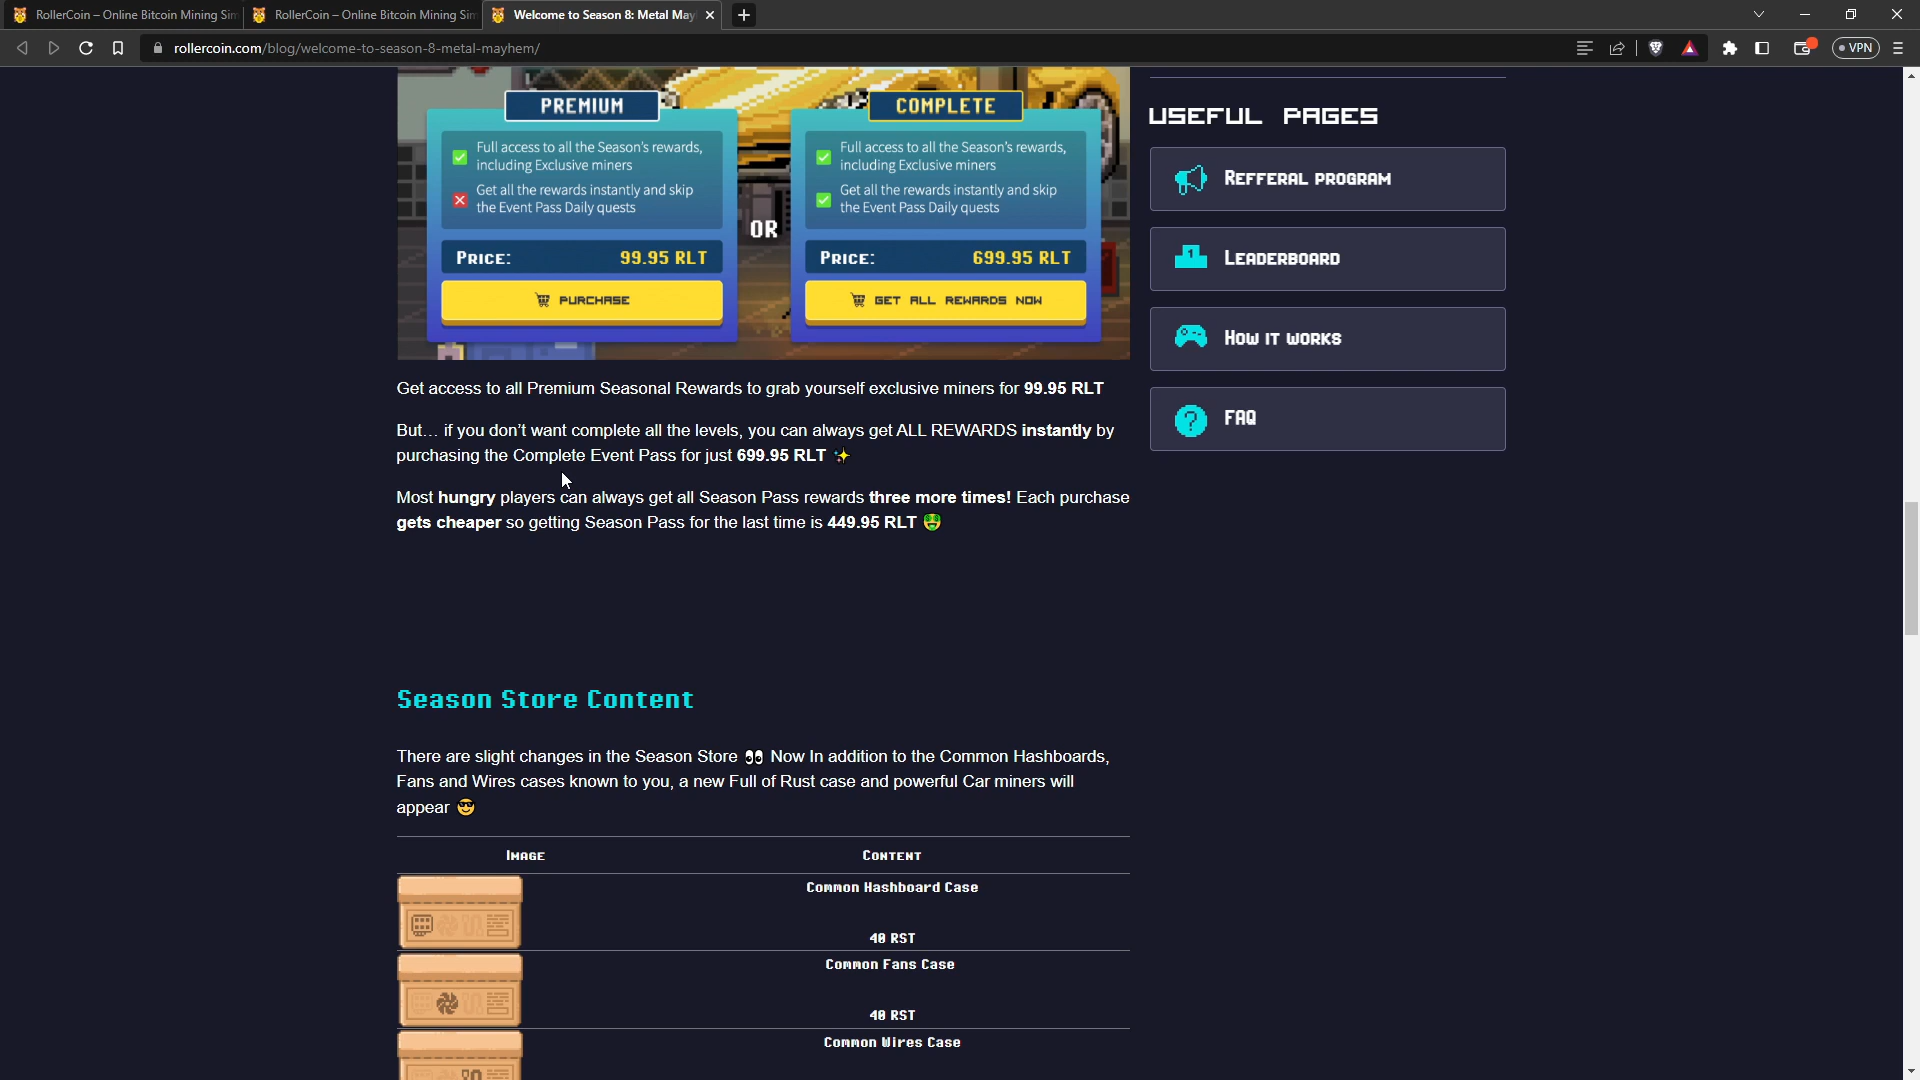 RollerCoin – Online Bitcoin Mining Sim
RollerCoin – Online Bitcoin Mining Sim
Welcome to Season 8: Metal May
rollercoin.com/blog/welcome-to-season-8-metal-mayhem/
VPN
PREMIUM
Full access to all the Season's rewards,
including Exclusive miners
Get all the rewards instantly and skip
the Event Pass Daily quests
PRICE: 99.95 RLT
PURCHASE
OR
COMPLETE
Full access to all the Season's rewards,
including Exclusive miners
Get all the rewards instantly and skip
the Event Pass Daily quests
PRICE: 699.95 RLT
GET ALL REWARDS NOW
Get access to all Premium Seasonal Rewards to grab yourself exclusive miners for 99.95 RLT
But… if you don't want complete all the levels, you can always get ALL REWARDS instantly by
purchasing the Complete Event Pass for just 699.95 RLT ✨
Most hungry players can always get all Season Pass rewards three more times! Each purchase
gets cheaper so getting Season Pass for the last time is 449.95 RLT 🤑
Season Store Content
There are slight changes in the Season Store 👀 Now In addition to the Common Hashboards,
Fans and Wires cases known to you, a new Full of Rust case and powerful Car miners will
appear 😎
IMAGE CONTENT
Common Hashboard Case
40 RST
Common Fans Case
40 RST
Common Wires Case
USEFUL PAGES
REFFERAL PROGRAM
LEADERBOARD
HOW IT WORKS
FAQ